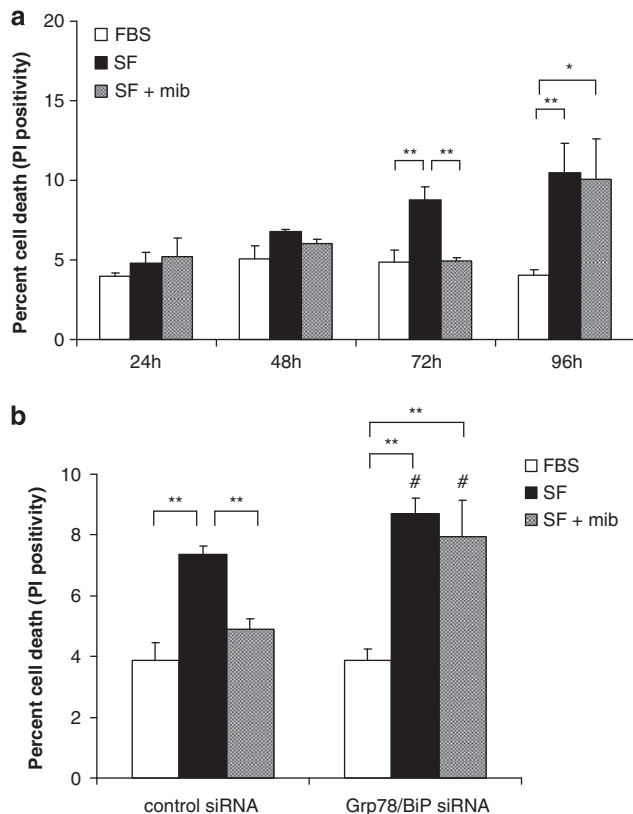 a
20
15
10
5
0
Percent cell death (PI positivity)
FBS
SF
SF + mib
** **
**
*
24h 48h 72h 96h
b
10
8
6
4
2
0
Percent cell death (PI positivity)
** **
**
**
# #
FBS
SF
SF + mib
control siRNA Grp78/BiP siRNA